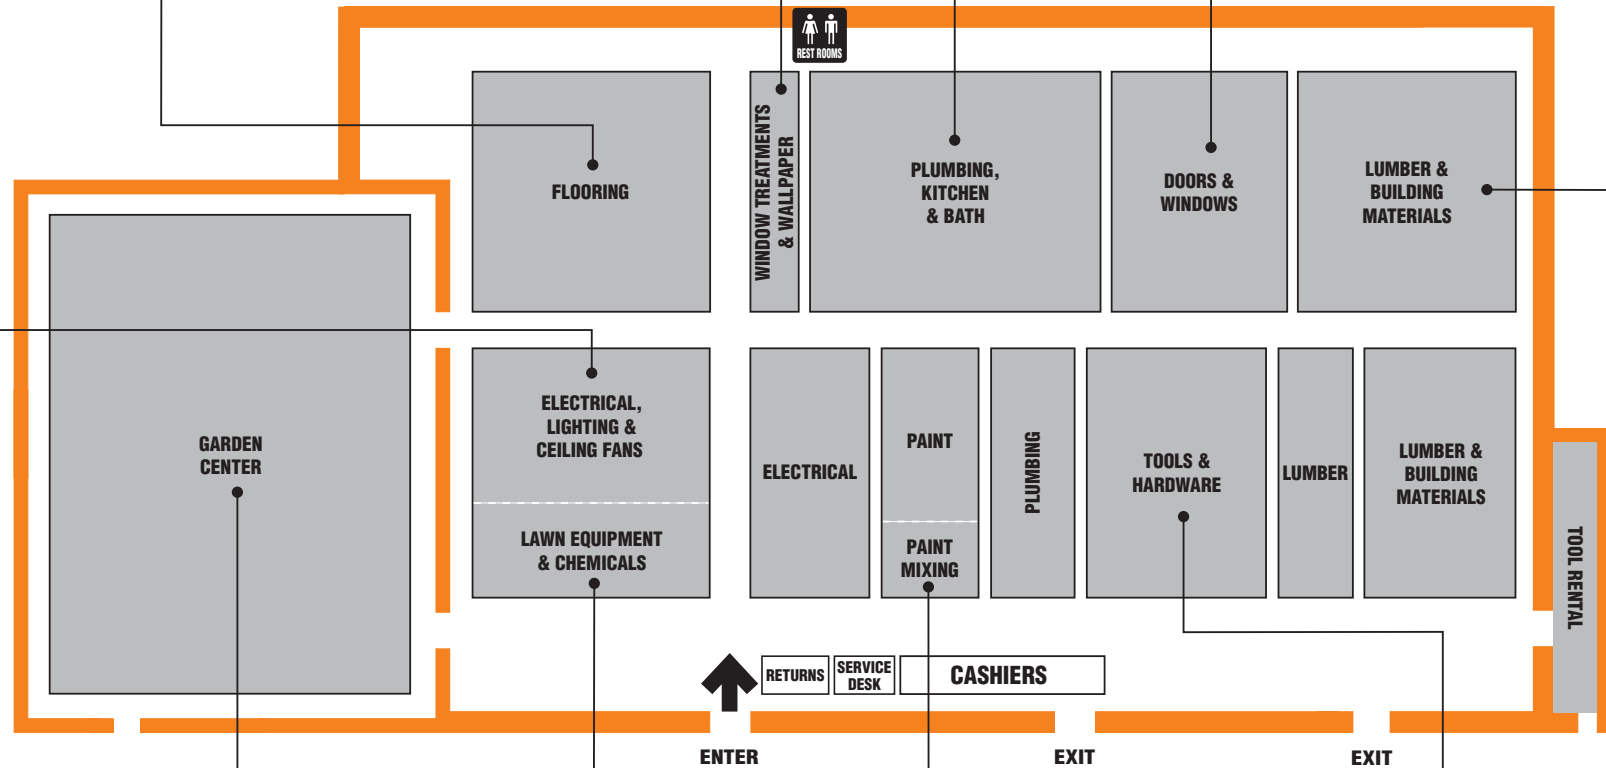 REST ROOMS
FLOORING
WINDOW TREATMENTS
& WALLPAPER
PLUMBING,
KITCHEN
& BATH
DOORS &
WINDOWS
LUMBER &
BUILDING
MATERIALS
GARDEN
CENTER
ELECTRICAL,
LIGHTING &
CEILING FANS
LAWN EQUIPMENT
& CHEMICALS
ELECTRICAL
PAINT
PAINT
MIXING
PLUMBING
TOOLS &
HARDWARE
LUMBER
LUMBER &
BUILDING
MATERIALS
TOOL RENTAL
RETURNS
SERVICE
DESK
CASHIERS
ENTER
EXIT
EXIT